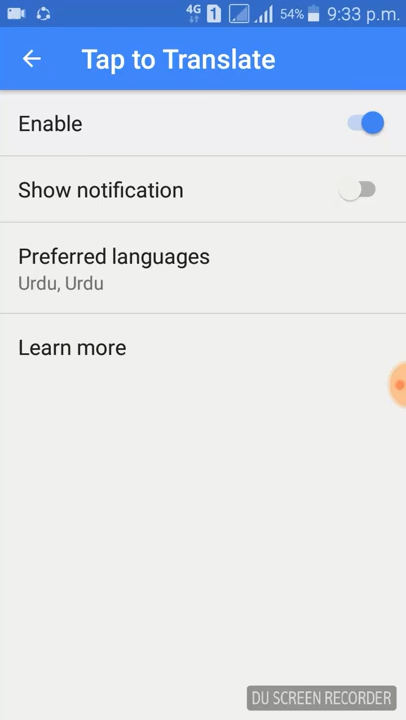 4G 1 54% 9:33 p.m.
Tap to Translate
Enable
Show notification
Preferred languages
Urdu, Urdu
Learn more
DU SCREEN RECORDER